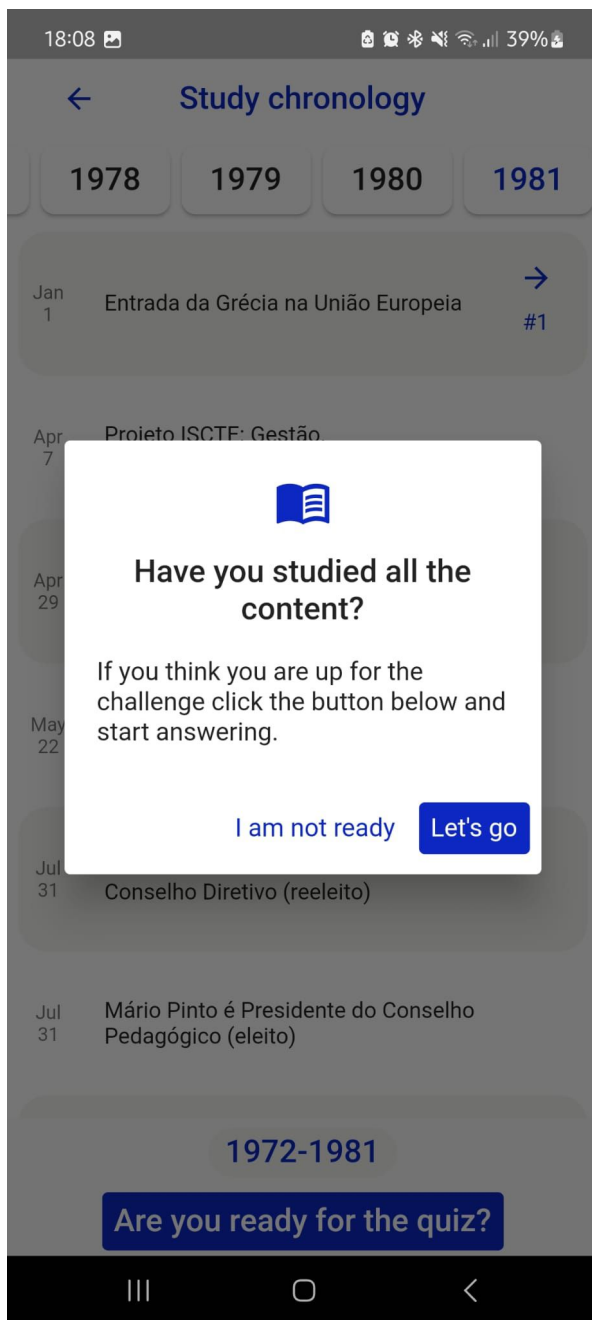 18:08 39%
Study chronology
1978 1979 1980 1981
Jan
1
Entrada da Grécia na União Europeia
#1
Apr
7
Projeto ISCTE: Gestão,
Have you studied all the
content?
Apr
29
If you think you are up for the
challenge click the button below and
start answering.
May
22
I am not ready Let's go
Jul
31
Conselho Diretivo (reeleito)
Jul
31
Mário Pinto é Presidente do Conselho
Pedagógico (eleito)
1972-1981
Are you ready for the quiz?